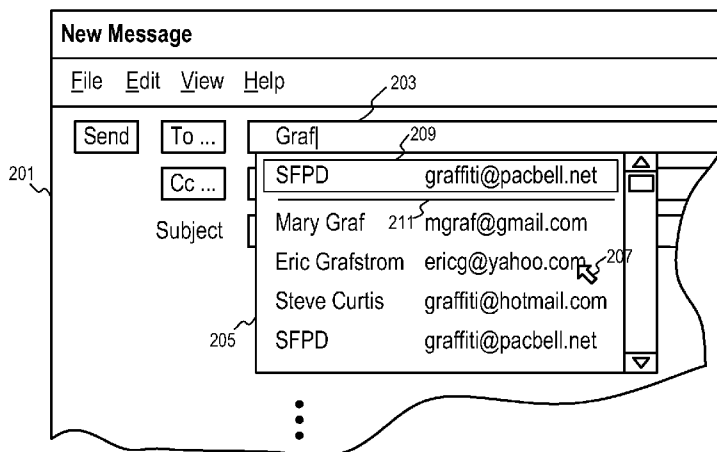 New Message
File Edit View Help
203
Send To ... Graf
209
201
Cc ... SFPD graffiti@pacbell.net
Subject Mary Graf 211 mgraf@gmail.com
Eric Grafstrom ericg@yahoo.com 207
Steve Curtis graffiti@hotmail.com
205
SFPD graffiti@pacbell.net